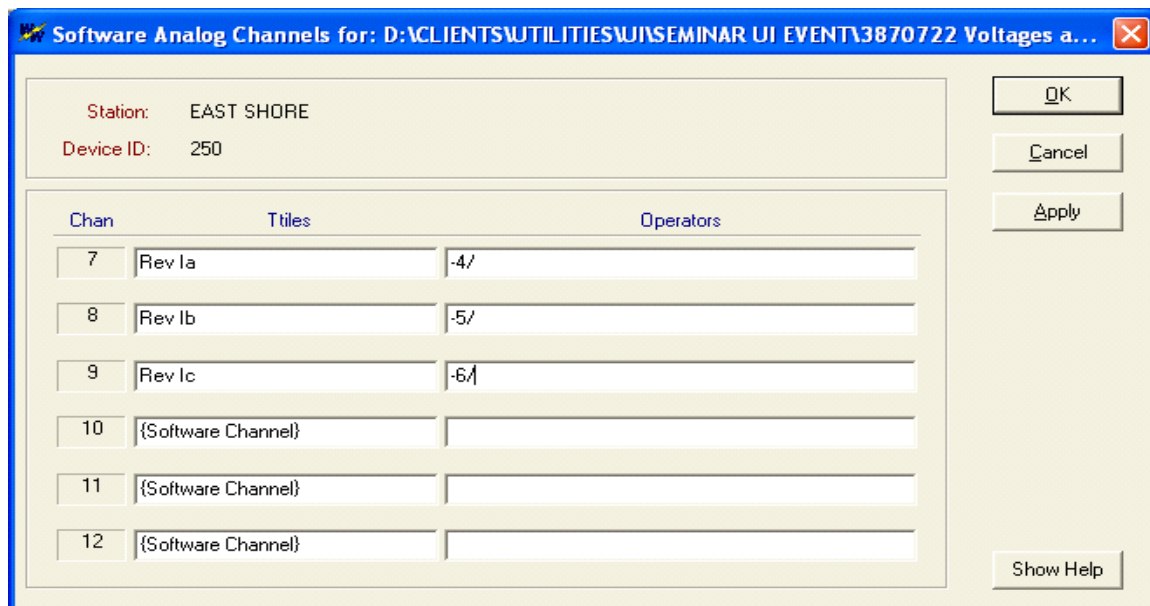 Software Analog Channels for: D:\CLIENTS\UTILITIES\UI\SEMINAR UI EVENT\3870722 Voltages a...
Station: EAST SHORE
Device ID: 250
OK
Cancel
Apply
Chan Ttiles Operators
7 Rev Ia -4/
8 Rev Ib -5/
9 Rev Ic -6/
10 {Software Channel}
11 {Software Channel}
12 {Software Channel}
Show Help